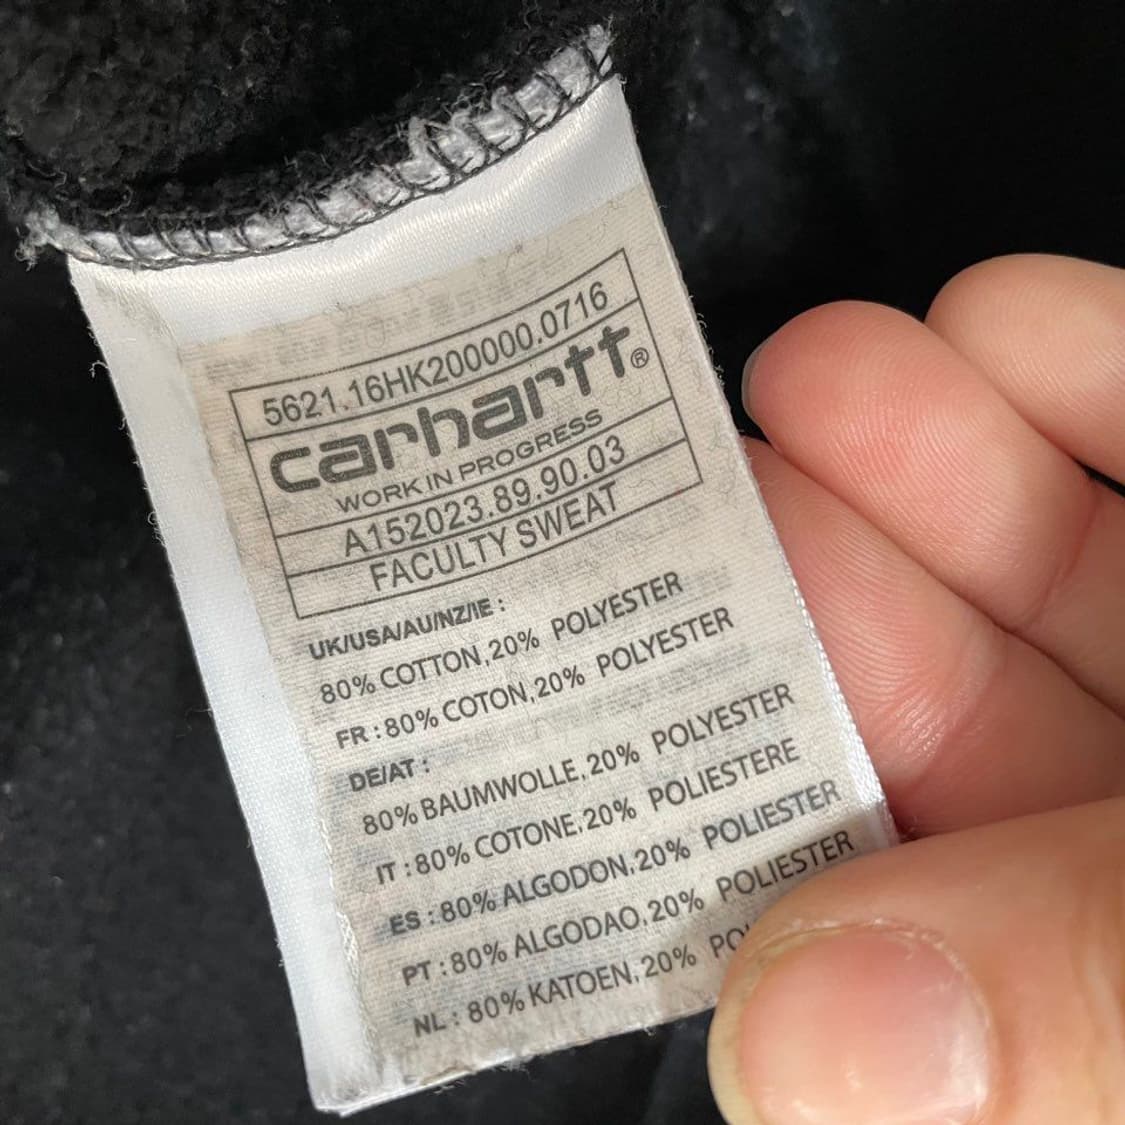 5621.16HK200000.0716
carhartt®
WORK IN PROGRESS
A152023.89.90.03
FACULTY SWEAT
UK/USA/AU/NZ/IE :
80% COTTON,20% POLYESTER
FR : 80% COTON,20% POLYESTER
DE/AT :
80% BAUMWOLLE,20% POLYESTER
IT : 80% COTONE,20% POLIESTERE
ES : 80% ALGODON,20% POLIESTER
PT : 80% ALGODAO,20% POLIESTER
NL : 80% KATOEN,20%